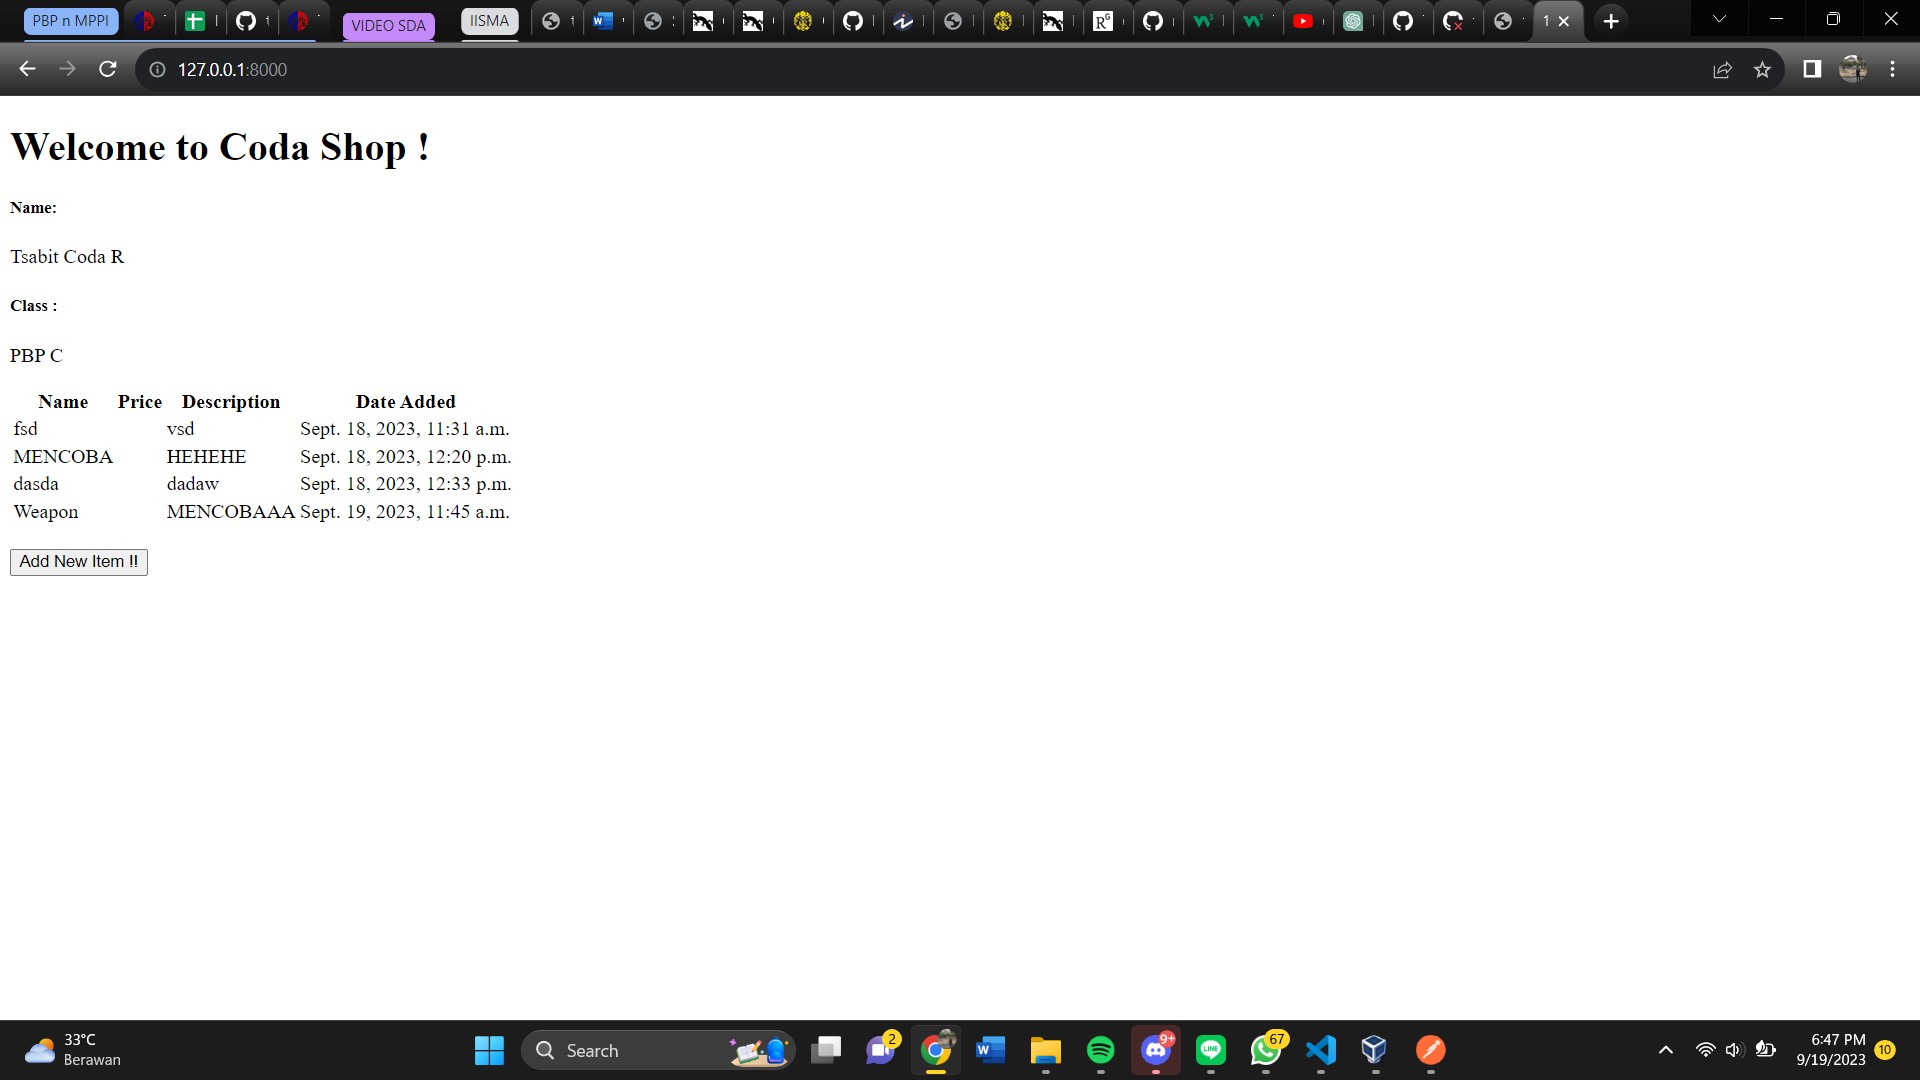 PBP n MPPI
VIDEO SDA
IISMA
1
127.0.0.1:8000
Welcome to Coda Shop !
Name:
Tsabit Coda R
Class :
PBP C
Name Price Description Date Added
fsd vsd Sept. 18, 2023, 11:31 a.m.
MENCOBA HEHEHE Sept. 18, 2023, 12:20 p.m.
dasda dadaw Sept. 18, 2023, 12:33 p.m.
Weapon MENCOBAAA Sept. 19, 2023, 11:45 a.m.
Add New Item !!
33°C
Berawan
Search
2
9+
LINE
67
6:47 PM
9/19/2023
10